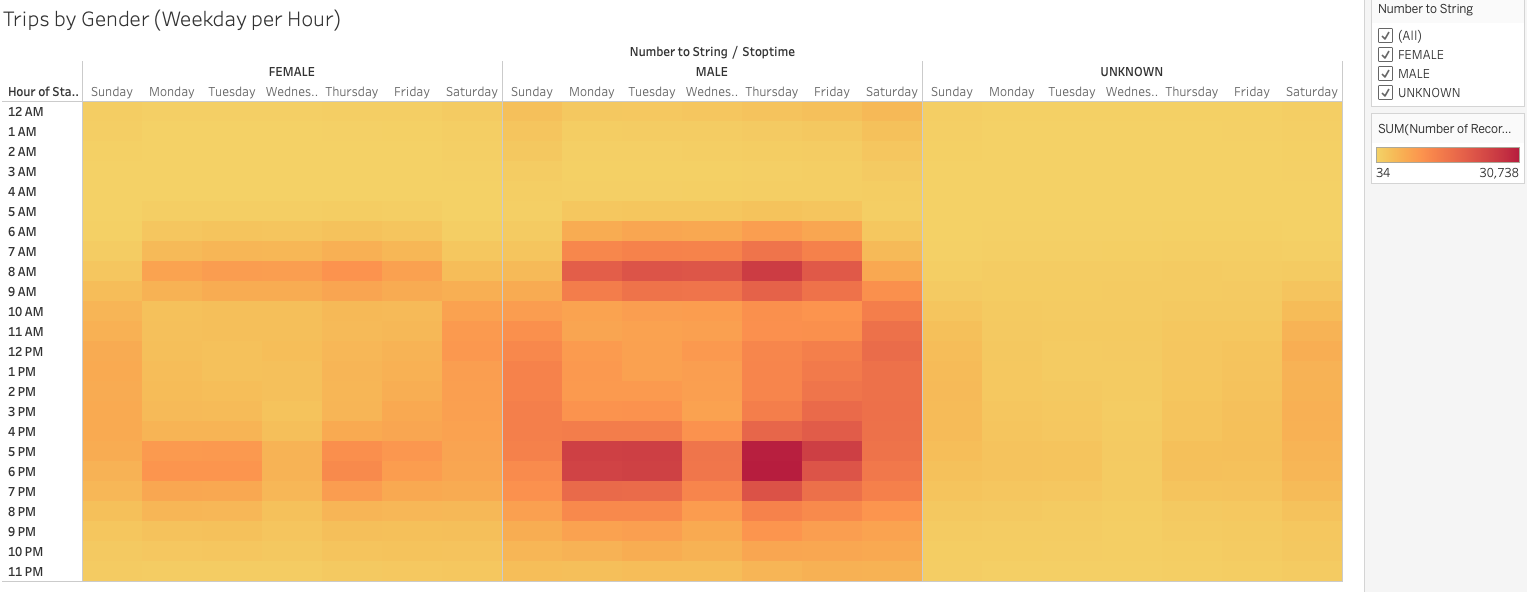 Trips by Gender (Weekday per Hour)
Number to String / Stoptime
FEMALE MALE UNKNOWN
Hour of Sta.. Sunday Monday Tuesday Wednes.. Thursday Friday Saturday Sunday Monday Tuesday Wednes.. Thursday Friday Saturday Sunday Monday Tuesday Wednes.. Thursday Friday Saturday
12 AM
1 AM
2 AM
3 AM
4 AM
5 AM
6 AM
7 AM
8 AM
9 AM
10 AM
11 AM
12 PM
1 PM
2 PM
3 PM
4 PM
5 PM
6 PM
7 PM
8 PM
9 PM
10 PM
11 PM
Number to String
(All)
FEMALE
MALE
UNKNOWN
SUM(Number of Recor...
34 30,738